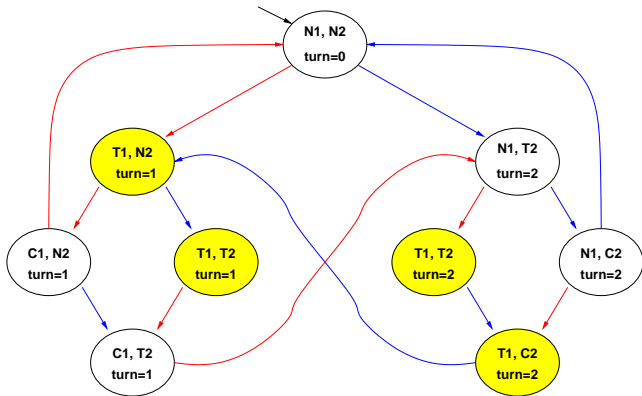 N1, N2
turn=0
T1, N2
turn=1
N1, T2
turn=2
C1, N2
turn=1
T1, T2
turn=1
T1, T2
turn=2
N1, C2
turn=2
C1, T2
turn=1
T1, C2
turn=2